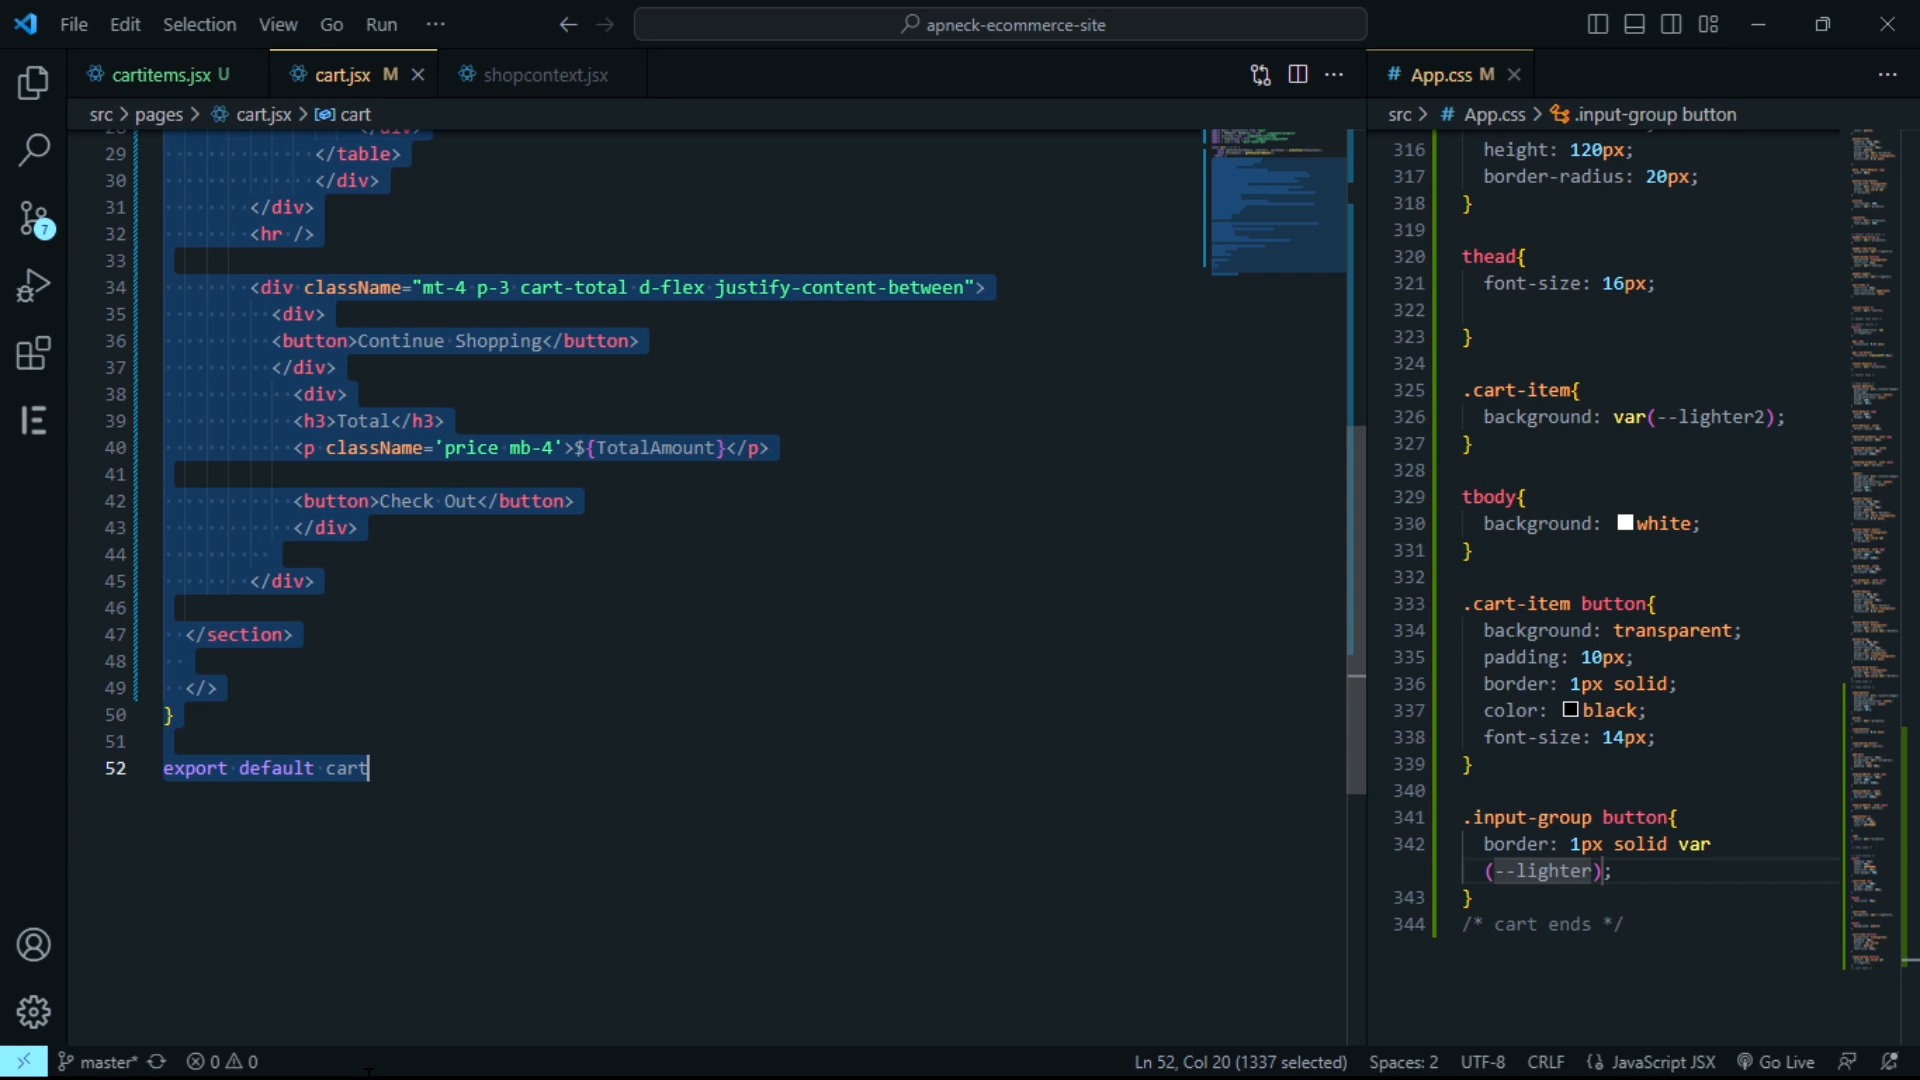 File Edit Selection View Go Run ···
apneck-ecommerce-site
cartitems.jsx U
cart.jsx M
shopcontext.jsx
# App.css M
src > pages > cart.jsx > cart
29 </table>
30 </div>
31 </div>
32 <hr />
33
34 <div className="mt-4 p-3 cart-total d-flex justify-content-between">
35 <div>
36 <button>Continue Shopping</button>
37 </div>
38 <div>
39 <h3>Total</h3>
40 <p className='price mb-4'>${TotalAmount}</p>
41
42 <button>Check Out</button>
43 </div>
44
45 </div>
46
47 </section>
48
49 </>
50 }
51
52 export default cart
src > # App.css > .input-group button
316 height: 120px;
317 border-radius: 20px;
318 }
319
320 thead{
321 font-size: 16px;
322
323 }
324
325 .cart-item{
326 background: var(--lighter2);
327 }
328
329 tbody{
330 background: white;
331 }
332
333 .cart-item button{
334 background: transparent;
335 padding: 10px;
336 border: 1px solid;
337 color: black;
338 font-size: 14px;
339 }
340
341 .input-group button{
342 border: 1px solid var
(--lighter);
343 }
344 /* cart ends */
7
master* 0 0
Ln 52, Col 20 (1337 selected) Spaces: 2 UTF-8 CRLF {} JavaScript JSX Go Live